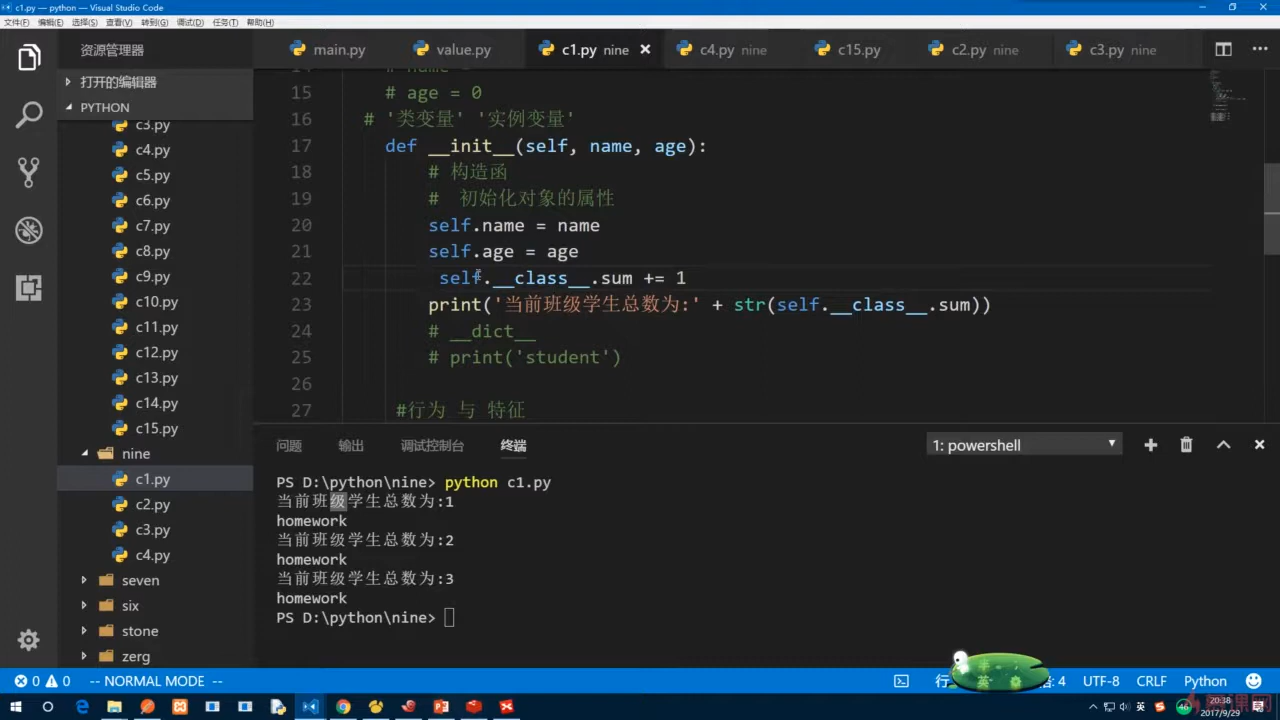 c1.py — python — Visual Studio Code
文件(F) 编辑(E) 选择(S) 查看(V) 转到(G) 调试(D) 任务(T) 帮助(H)
资源管理器
main.py value.py c1.py nine c4.py nine c15.py c2.py nine c3.py nine
打开的编辑器
PYTHON
c3.py
c4.py
c5.py
c6.py
c7.py
c8.py
c9.py
c10.py
c11.py
c12.py
c13.py
c14.py
c15.py
nine
c1.py
c2.py
c3.py
c4.py
seven
six
stone
zerg
15 # age = 0
16 # '类变量' '实例变量'
17 def __init__(self, name, age):
18 # 构造函
19 # 初始化对象的属性
20 self.name = name
21 self.age = age
22 self.__class__.sum += 1
23 print('当前班级学生总数为:' + str(self.__class__.sum))
24 # __dict__
25 # print('student')
26
27 #行为 与 特征
问题 输出 调试控制台 终端 1: powershell
PS D:\python\nine> python c1.py
当前班级学生总数为:1
homework
当前班级学生总数为:2
homework
当前班级学生总数为:3
homework
PS D:\python\nine>
0 0 -- NORMAL MODE -- UTF-8 CRLF Python
英
20:38
2017/9/29